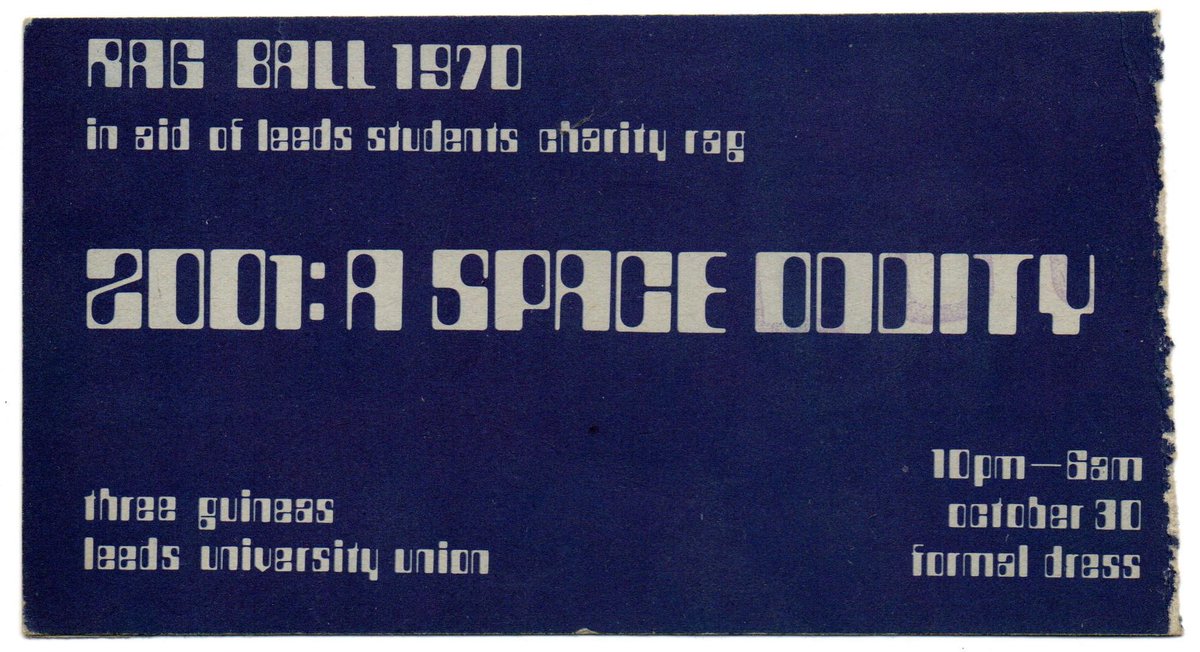 RAG BALL 1970
in aid of leeds students charity rag
2001: A SPACE ODDITY
three guineas
leeds university union
10pm—6am
october 30
formal dress